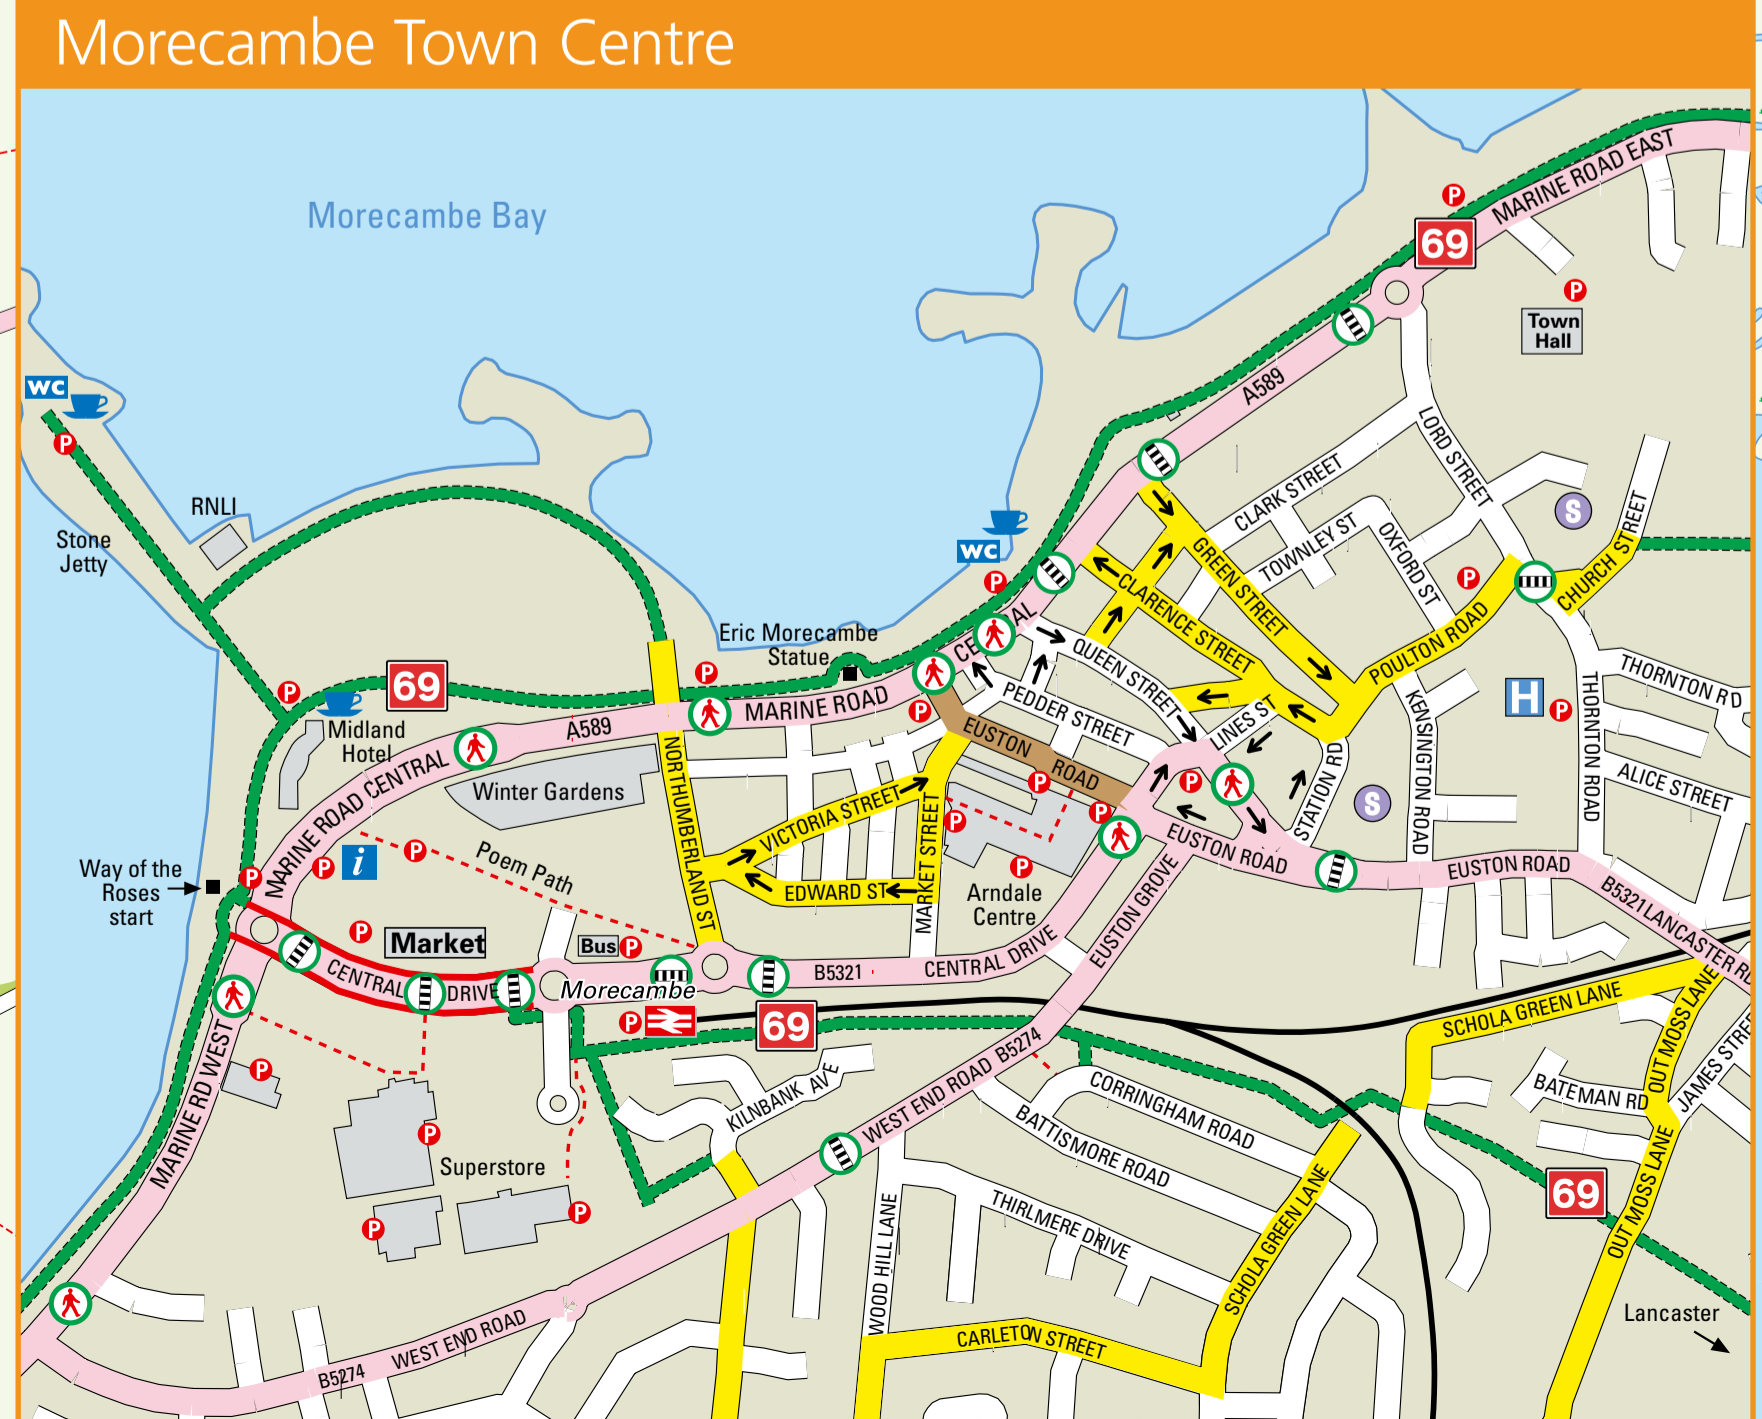 Morecambe Town Centre
Morecambe Bay
MARINE ROAD EAST
P
69
P
Town
Hall
A589
WC
P
LORD STREET
CLARK STREET
RNLI
Stone
Jetty
S
CHURCH STREET
TOWNLEY ST
OXFORD ST
GREEN STREET
WC
P
P
CLARENCE STREET
Eric Morecambe
Statue
QUEEN STREET
POULTON ROAD
THORNTON RD
P
69
P
MARINE ROAD
CENTRAL
PEDDER STREET
LINES ST
KENSINGTON ROAD
H
P
THORNTON ROAD
Midland
Hotel
A589
P
EUSTON
ROAD
STATION RD
ALICE STREET
MARINE ROAD CENTRAL
Winter Gardens
NORTHUMBERLAND ST
VICTORIA STREET
MARKET STREET
P
P
P
P
S
EUSTON ROAD
EUSTON ROAD
Way of the
Roses
start
P
P
i
P
Poem Path
EDWARD ST
P
Arndale
Centre
EUSTON GROVE
B5321
LANCASTER RD
P
Market
Bus
P
CENTRAL
DRIVE
B5321
CENTRAL DRIVE
Morecambe
P
69
SCHOLA GREEN LANE
OUT MOSS LANE
JAMES STREET
MARINE RD WEST
P
B5274
WEST END ROAD
KILNBANK AVE
CORRINGHAM ROAD
BATTISMORE ROAD
BATEMAN RD
P
Superstore
P
P
THIRLMERE DRIVE
WOOD HILL LANE
SCHOLA GREEN LANE
69
OUT MOSS LANE
Lancaster
CARLETON STREET
B5274
WEST END ROAD